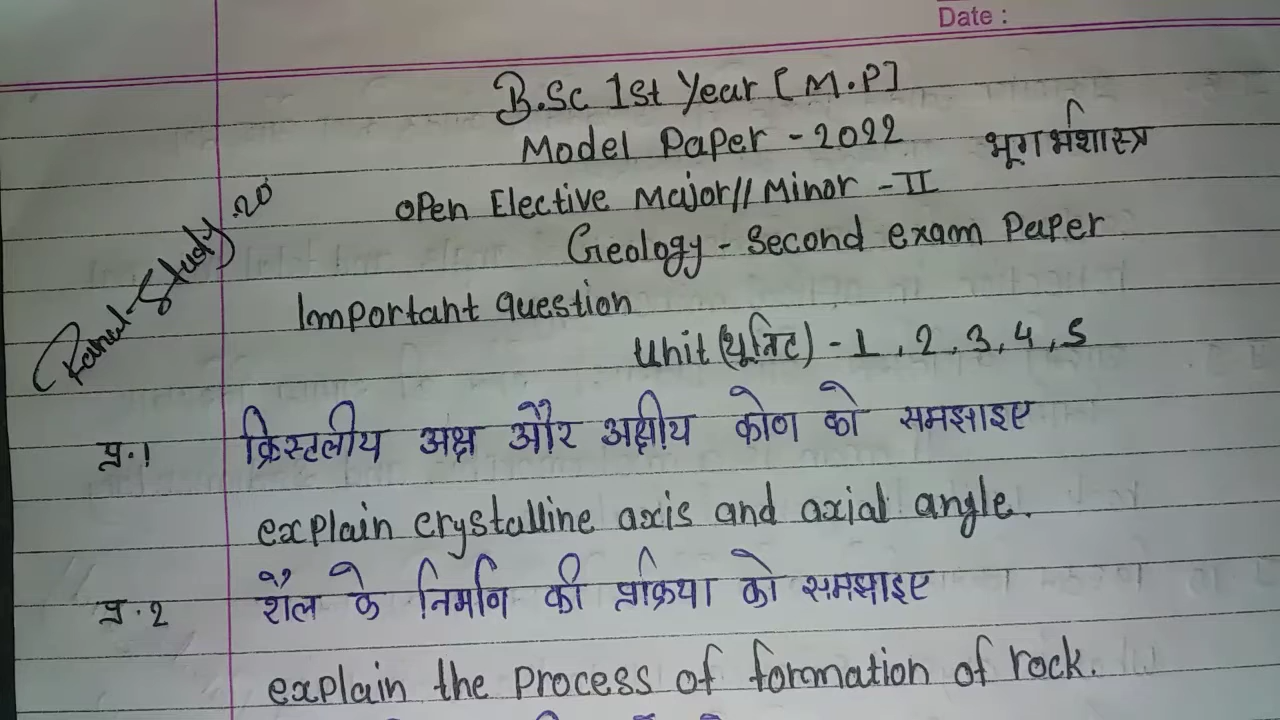 Date :
B.Sc 1st Year [M.P]
Model Paper - 2022 भूगर्भशास्त्र
open Elective Major// Minor - II
Geology - Second exam Paper
Study.20
Important question
Unit (यूनिट) - 1, 2, 3, 4, 5
प्र.1 क्रिस्टलीय अक्ष और अक्षीय कोण को समझाइए
explain crystalline axis and axial angle.
प्र.2 शैल के निर्माण की प्रक्रिया को समझाइए
explain the process of formation of rock.